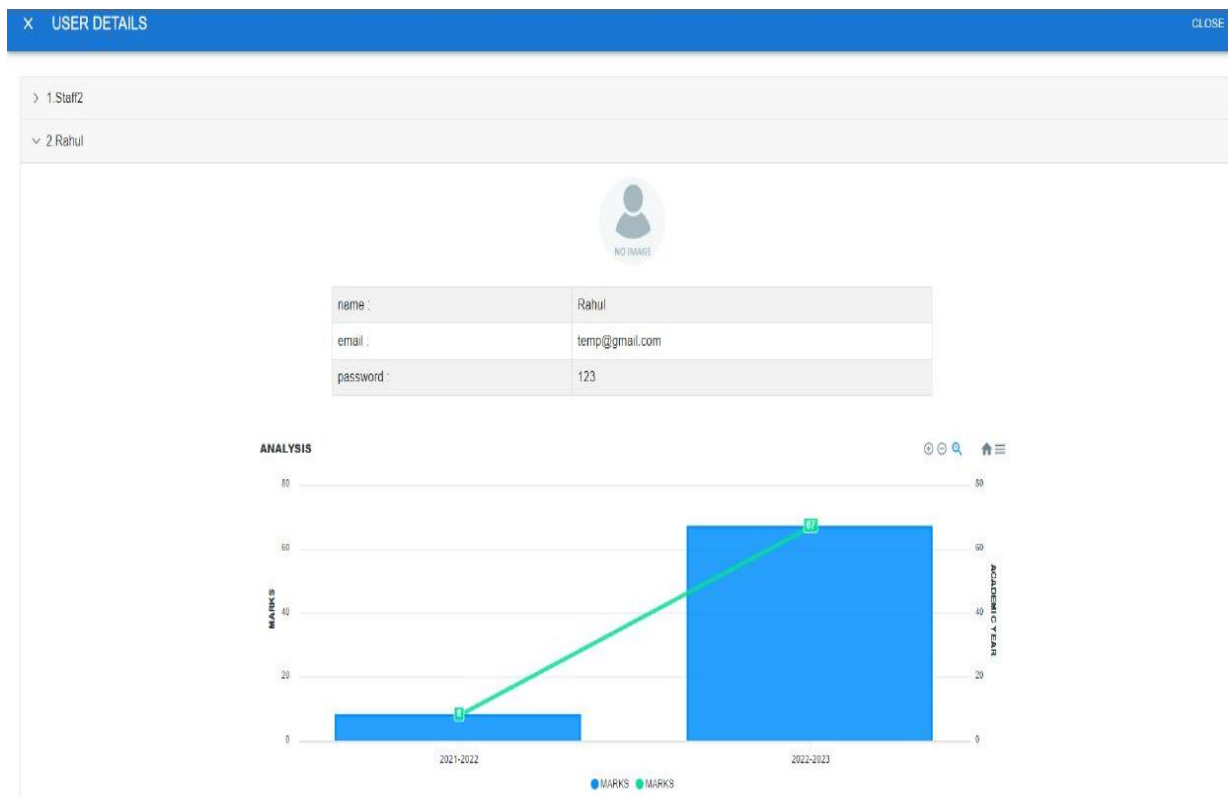 X USER DETAILS CLOSE
> 1.Staff2
2.Rahul
NO IMAGE
name : Rahul
email : temp@gmail.com
password : 123
ANALYSIS
80 80
67
60 60
MARKS
ACADEMIC YEAR
40 40
20 20
8
0 0
2021-2022 2022-2023
MARKS MARKS